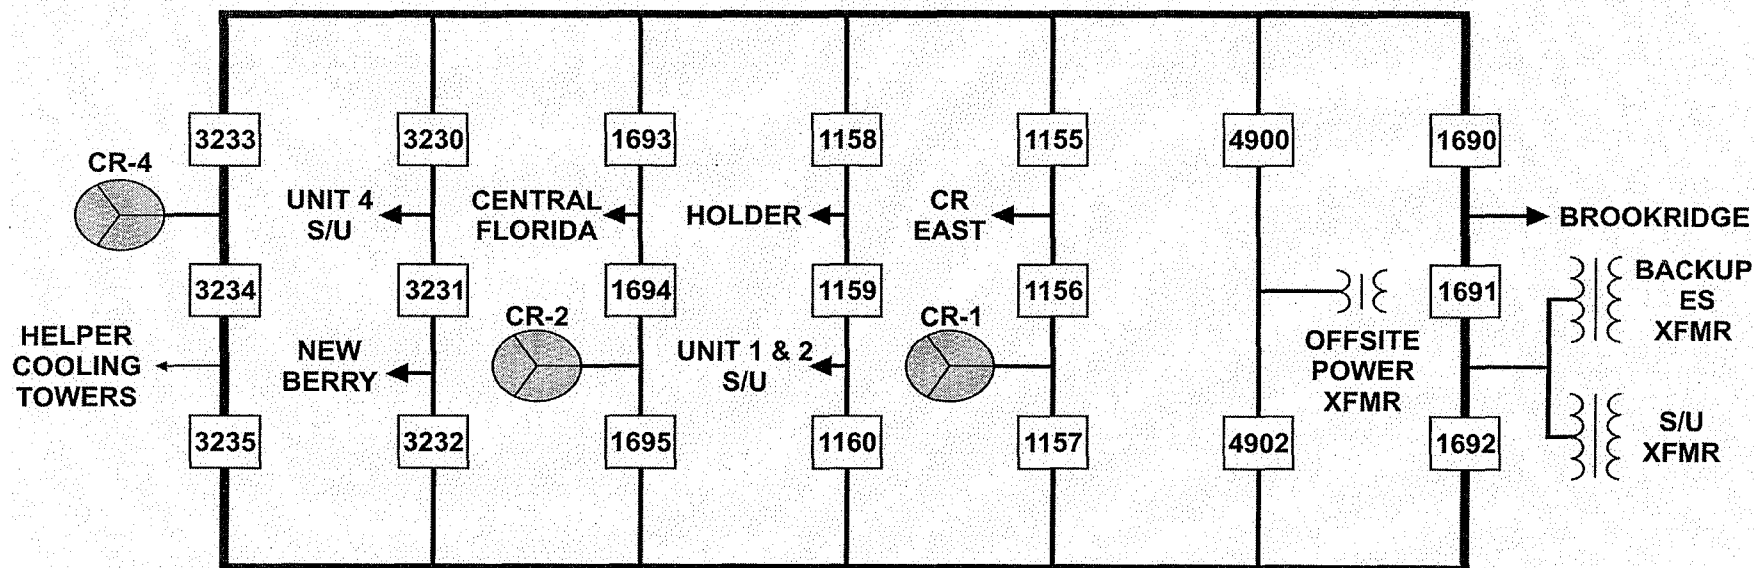 3233
3230
1693
1158
1155
4900
1690
CR-4
UNIT 4
S/U
CENTRAL
FLORIDA
HOLDER
CR
EAST
BROOKRIDGE
3234
3231
1694
1159
1156
1691
BACKUP
ES
XFMR
CR-2
CR-1
OFFSITE
POWER
XFMR
HELPER
COOLING
TOWERS
NEW
BERRY
UNIT 1 & 2
S/U
3235
3232
1695
1160
1157
4902
1692
S/U
XFMR